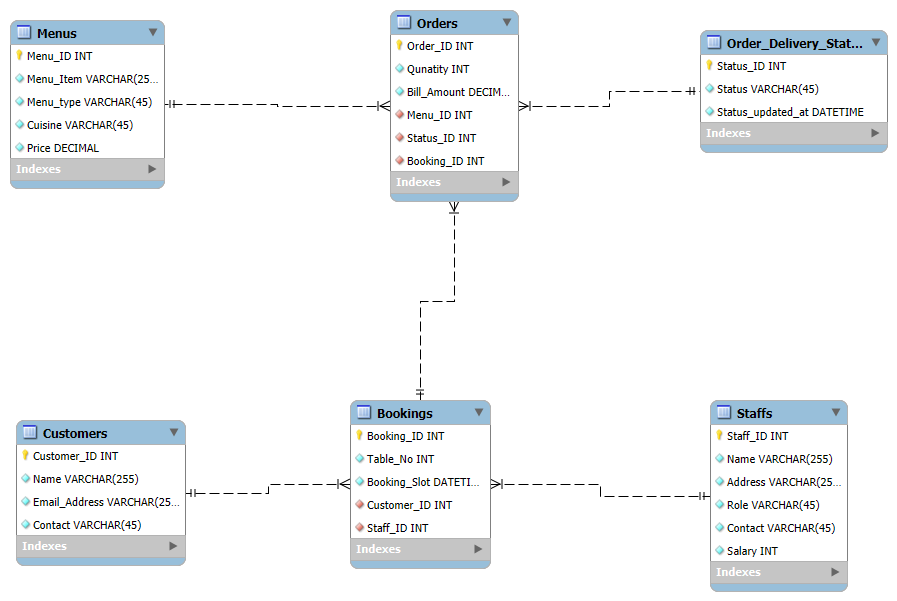 Menus
Menu_ID INT
Menu_Item VARCHAR(25...
Menu_type VARCHAR(45)
Cuisine VARCHAR(45)
Price DECIMAL
Indexes
Orders
Order_ID INT
Qunatity INT
Bill_Amount DECIM...
Menu_ID INT
Status_ID INT
Booking_ID INT
Indexes
Order_Delivery_Stat...
Status_ID INT
Status VARCHAR(45)
Status_updated_at DATETIME
Indexes
Customers
Customer_ID INT
Name VARCHAR(255)
Email_Address VARCHAR(25...
Contact VARCHAR(45)
Indexes
Bookings
Booking_ID INT
Table_No INT
Booking_Slot DATETI...
Customer_ID INT
Staff_ID INT
Indexes
Staffs
Staff_ID INT
Name VARCHAR(255)
Address VARCHAR(25...
Role VARCHAR(45)
Contact VARCHAR(45)
Salary INT
Indexes